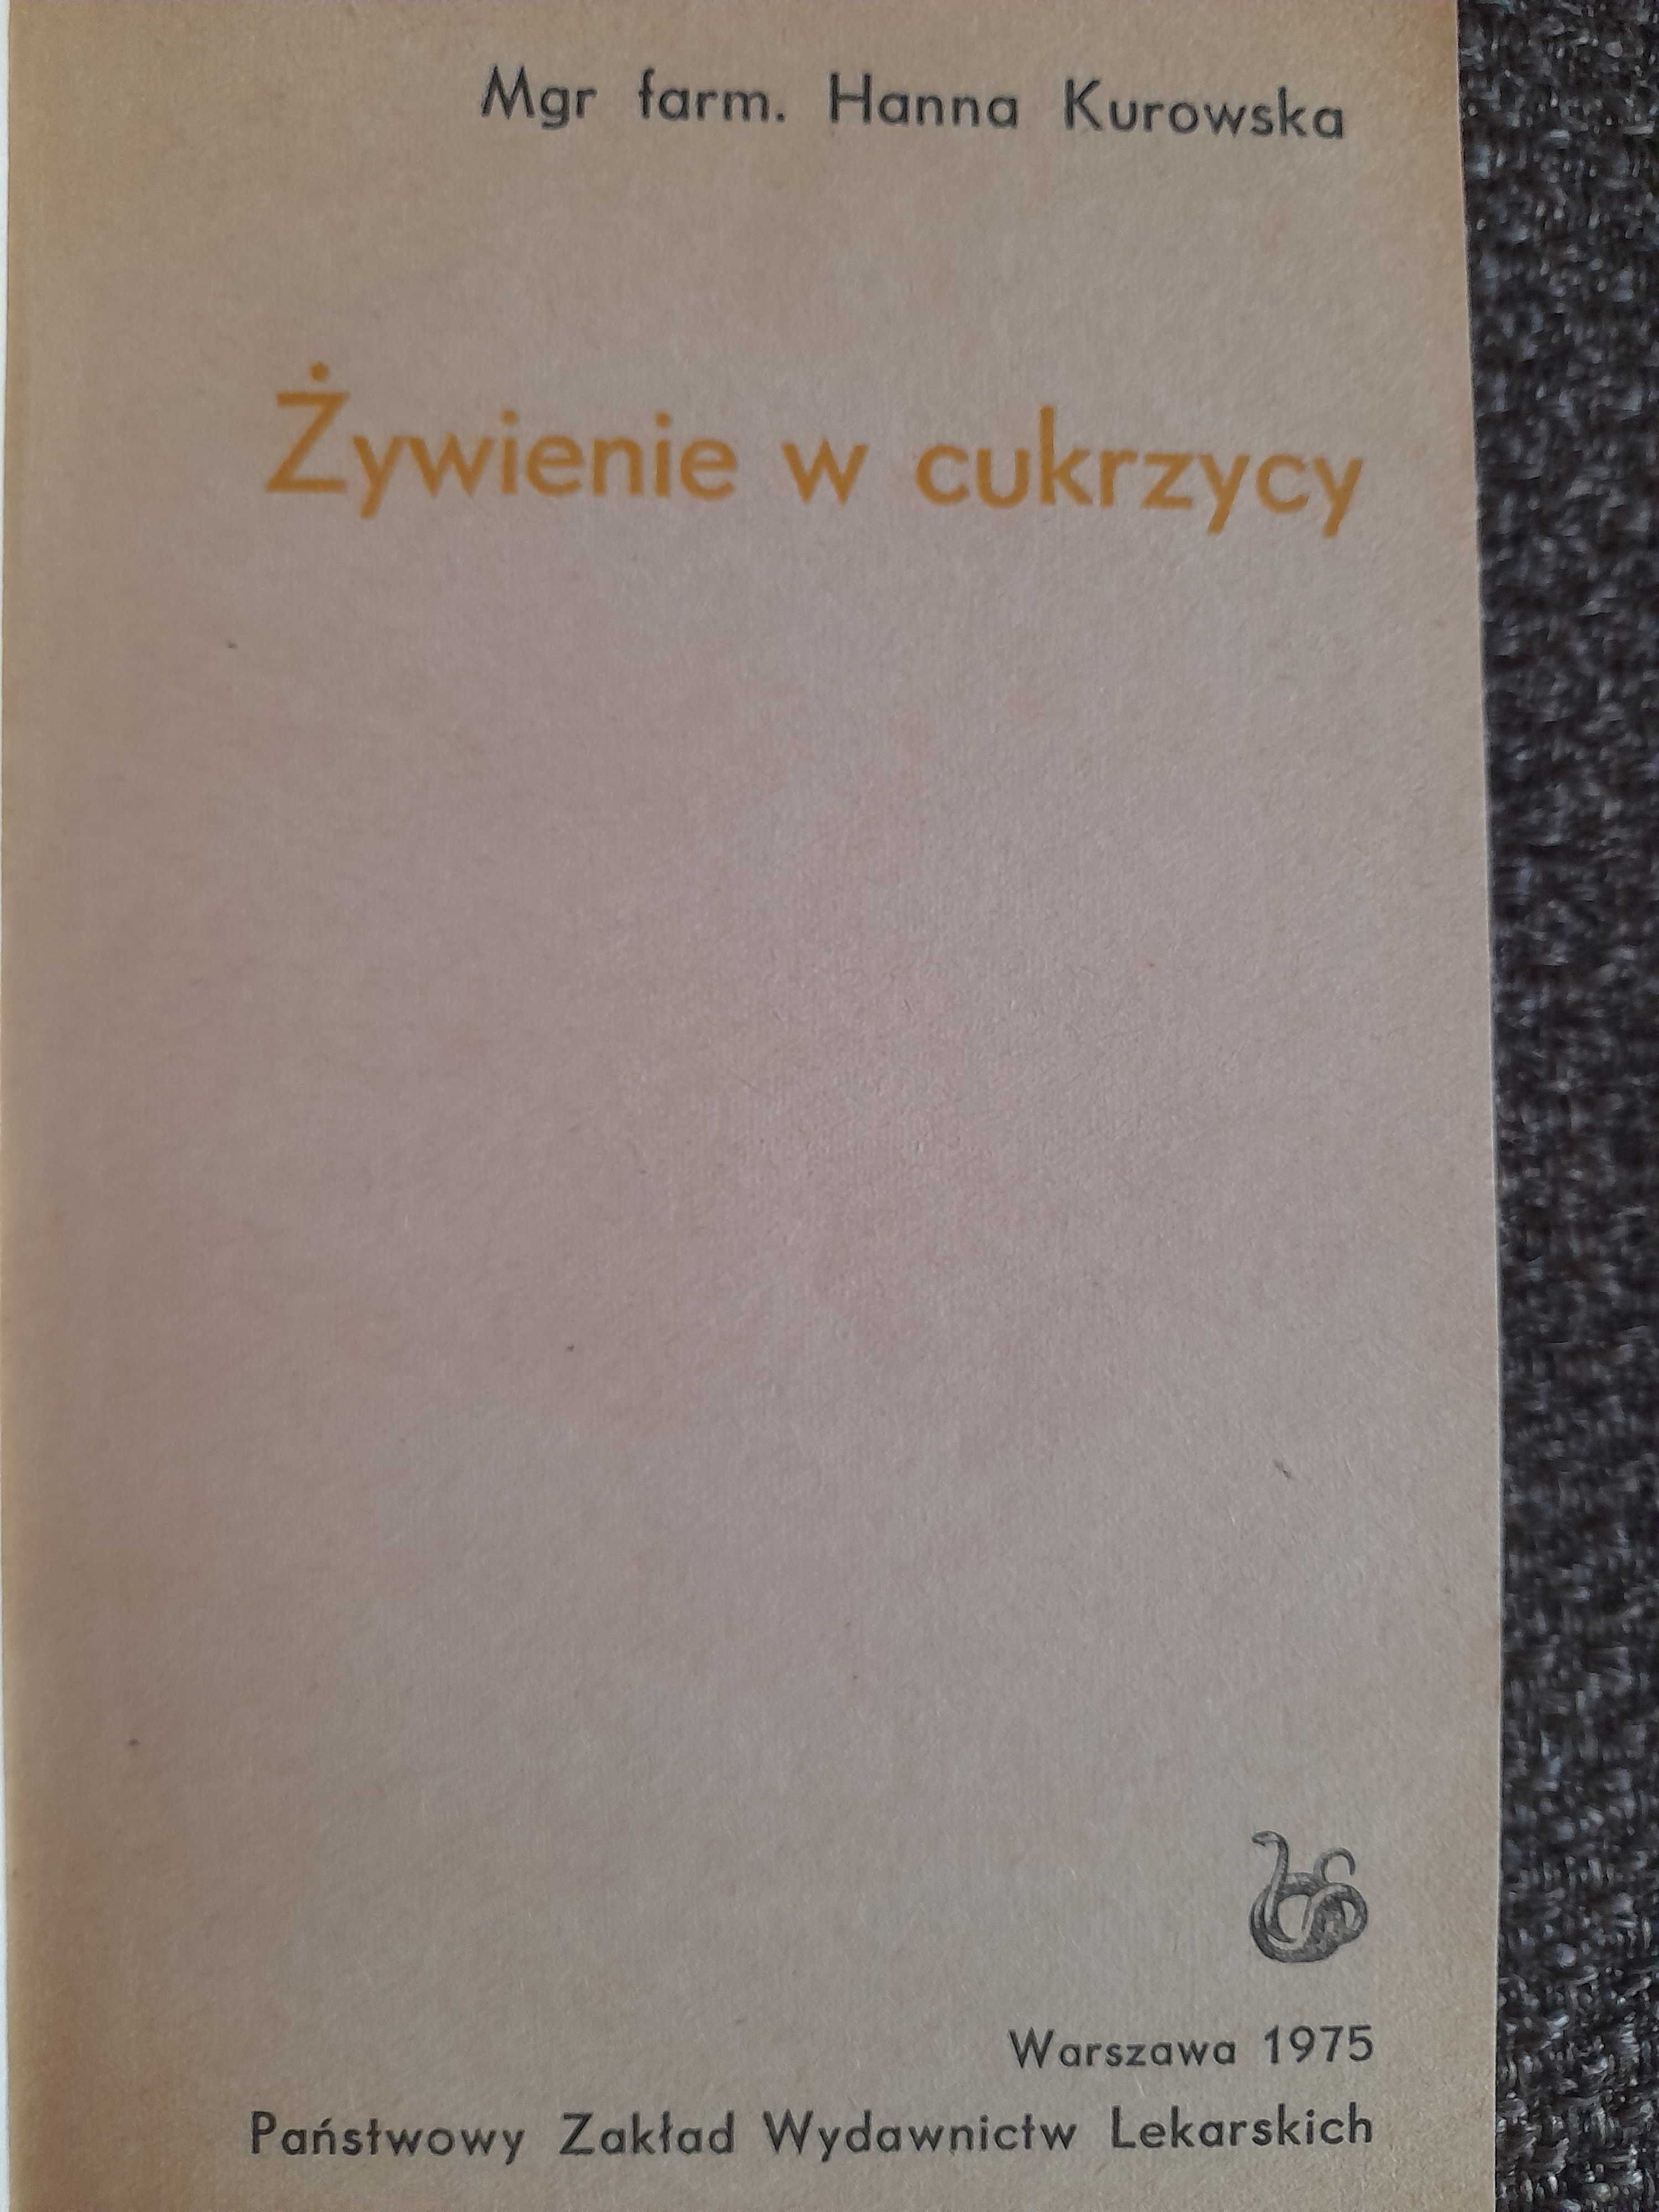 Mgr farm. Hanna Kurowska
Żywienie w cukrzycy
Warszawa 1975
Państwowy Zakład Wydawnictw Lekarskich